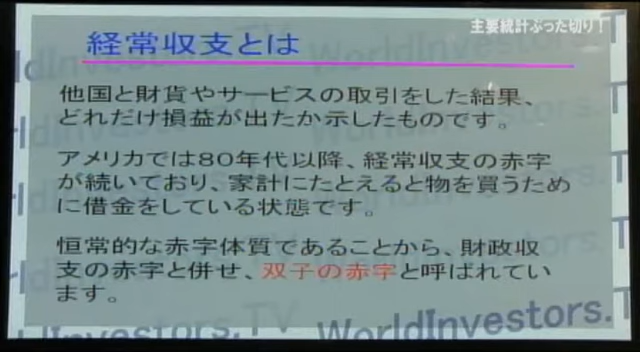 主要統計ぶった切り!
経常収支とは
他国と財貨やサービスの取引をした結果、
どれだけ損益が出たか示したものです。
アメリカでは80年代以降、経常収支の赤字
が続いており、家計にたとえると物を買うため
に借金をしている状態です。
恒常的な赤字体質であることから、財政収
支の赤字と併せ、双子の赤字と呼ばれてい
ます。
WorldInvestors.TV
WorldInvestors.